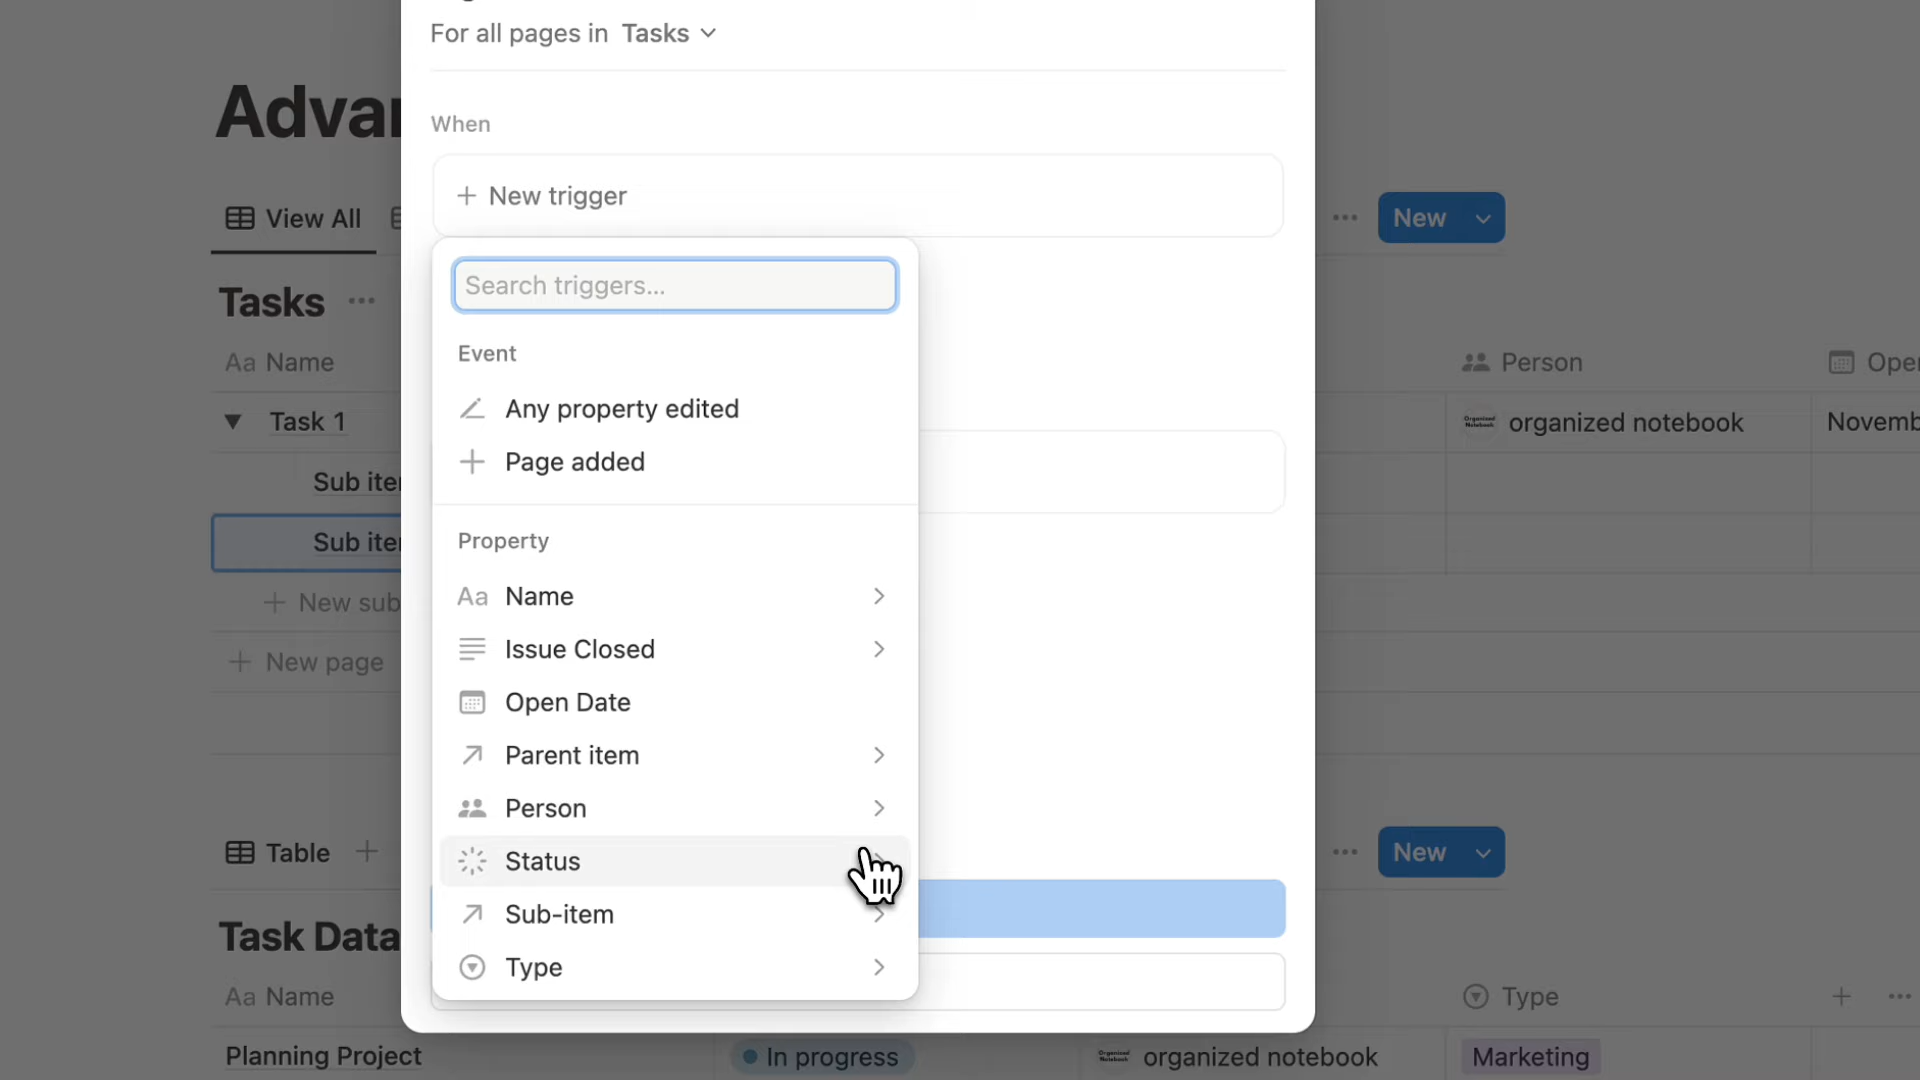 For all pages in Tasks
When
+ New trigger
Search triggers...
Event
Any property edited
+ Page added
Property
Aa Name
Issue Closed
Open Date
Parent item
Person
Status
Sub-item
Type
Advan
View All
New
Tasks ...
Aa Name
Person
Open
Task 1
organized notebook
Novemb
Sub iter
Sub iter
+ New sub
+ New page
Table +
New
Task Data
Aa Name
Type
Planning Project
In progress
organized notebook
Marketing